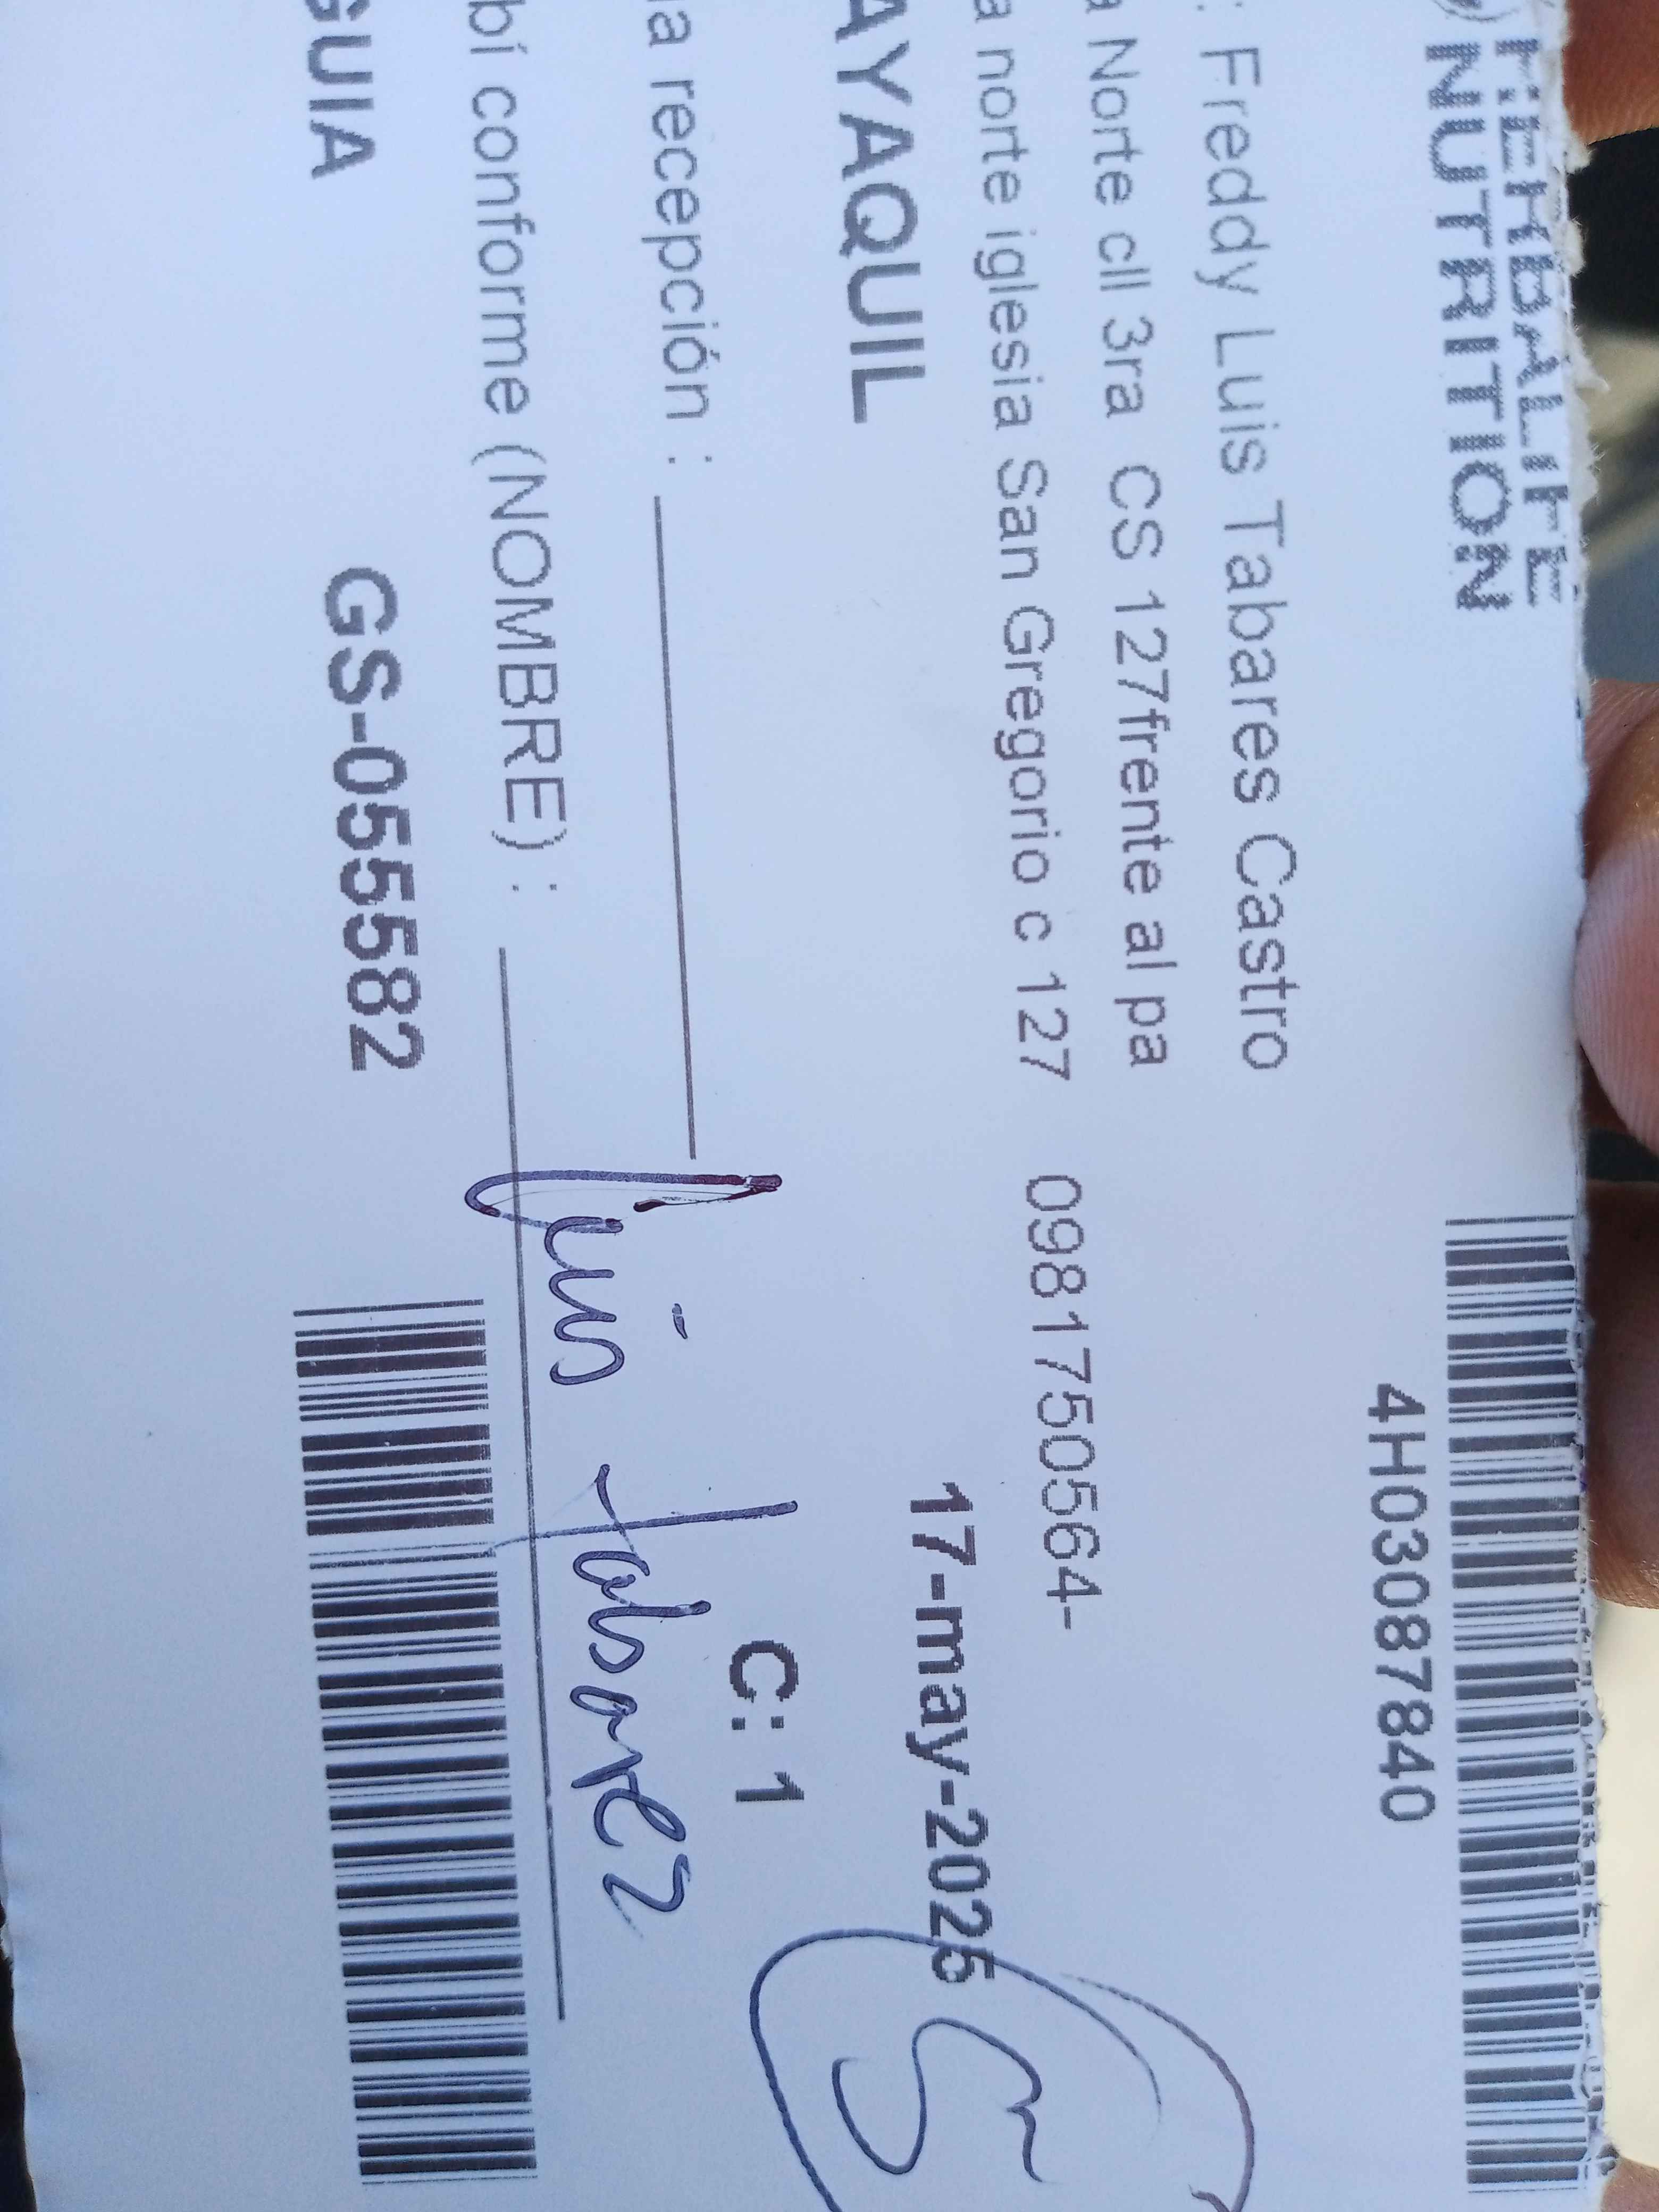 HERBALIFE
NUTRITION
4H03087840
: Freddy Luis Tabares Castro
a Norte cll 3ra CS 127frente al pa
a norte iglesia San Gregorio c 127 0981750564-
AYAQUIL 17-may-2025
a recepción : C: 1
bí conforme (NOMBRE) : Luis Tabarez
GUIA GS-055582